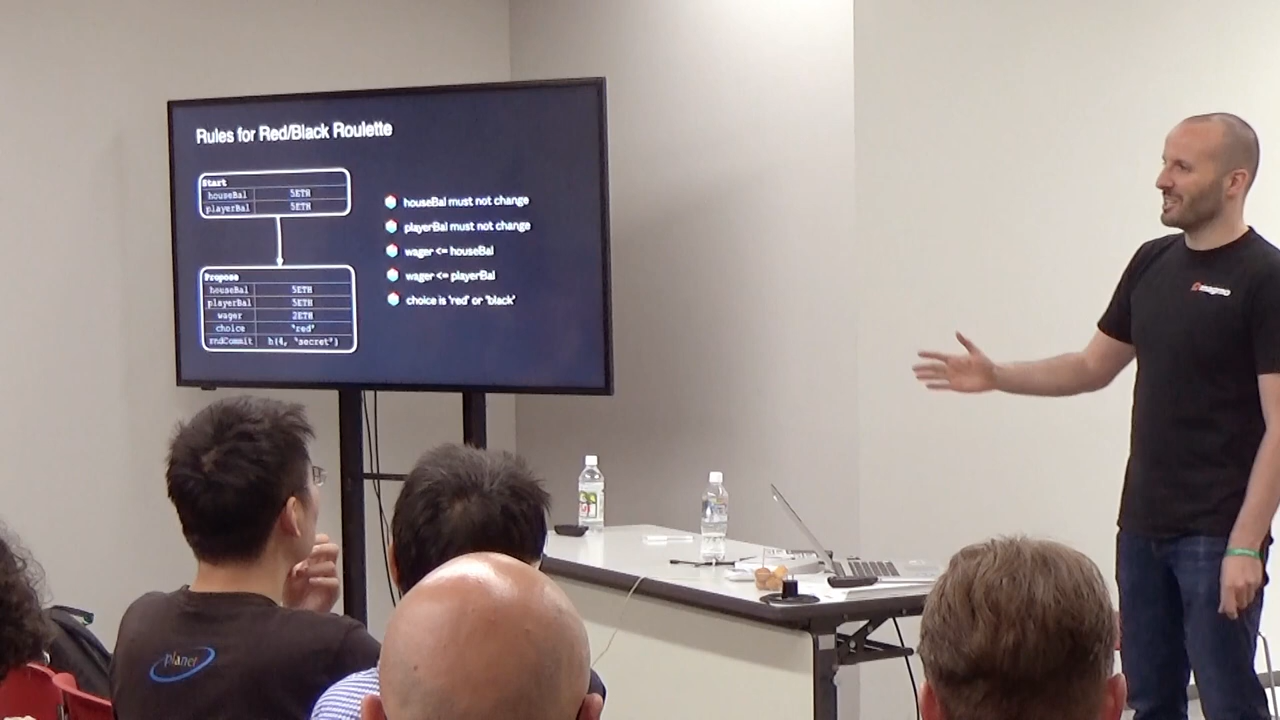 Rules for Red/Black Roulette
Start
houseBal 5ETH
playerBal 5ETH
Propose
houseBal 5ETH
playerBal 5ETH
wager 2ETH
choice 'red'
rndCommit h(4, "secret")
houseBal must not change
playerBal must not change
wager <= houseBal
wager <= playerBal
choice is 'red' or 'black'
magmo
planet